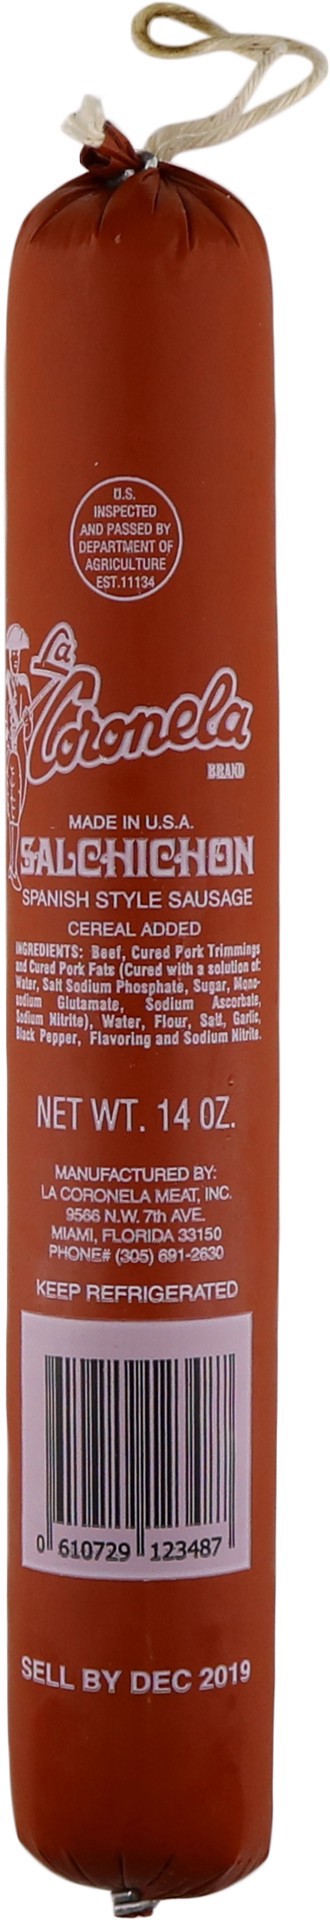 U.S.
INSPECTED
AND PASSED BY
DEPARTMENT OF
AGRICULTURE
EST.11134
La
Coronela
BRAND
MADE IN U.S.A.
SALCHICHON
SPANISH STYLE SAUSAGE
CEREAL ADDED
INGREDIENTS: Beef, Cured Pork Trimmings
and Cured Pork Fats (Cured with a solution of:
Water, Salt Sodium Phosphate, Sugar, Mono-
sodium Glutamate, Sodium Ascorbate,
Sodium Nitrite), Water, Flour, Salt, Garlic,
Black Pepper, Flavoring and Sodium Nitrite.
NET WT. 14 OZ.
MANUFACTURED BY:
LA CORONELA MEAT, INC.
9566 N.W. 7th AVE.
MIAMI, FLORIDA 33150
PHONE# (305) 691-2630
KEEP REFRIGERATED
0 610729 123487
SELL BY DEC 2019